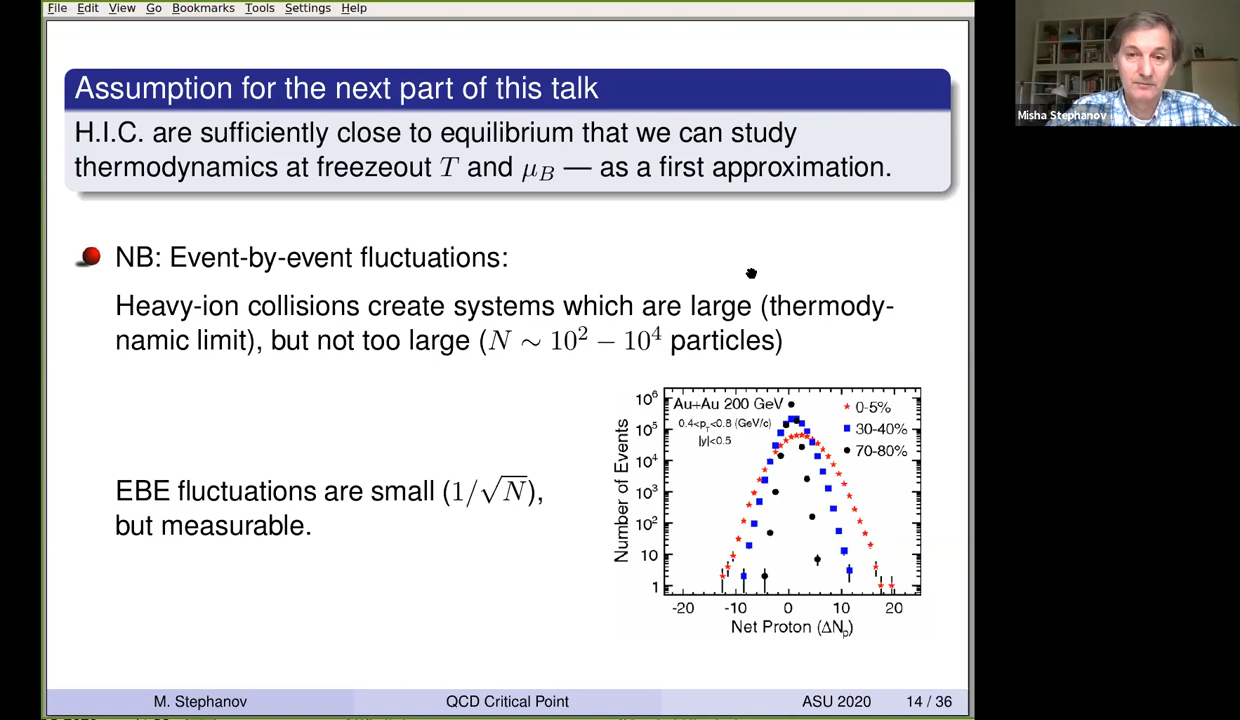 File Edit View Go Bookmarks Tools Settings Help
Assumption for the next part of this talk
H.I.C. are sufficiently close to equilibrium that we can study
thermodynamics at freezeout T and μ_B — as a first approximation.
NB: Event-by-event fluctuations:
Heavy-ion collisions create systems which are large (thermody-
namic limit), but not too large (N ∼ 10² − 10⁴ particles)
EBE fluctuations are small (1/√N),
but measurable.
Number of Events
10⁶
10⁵
10⁴
10³
10²
10
1
Au+Au 200 GeV
0.4<p_T<0.8 (GeV/c)
|y|<0.5
0-5%
30-40%
70-80%
-20 -10 0 10 20
Net Proton (ΔN_p)
M. Stephanov QCD Critical Point ASU 2020 14 / 36
Misha Stephanov